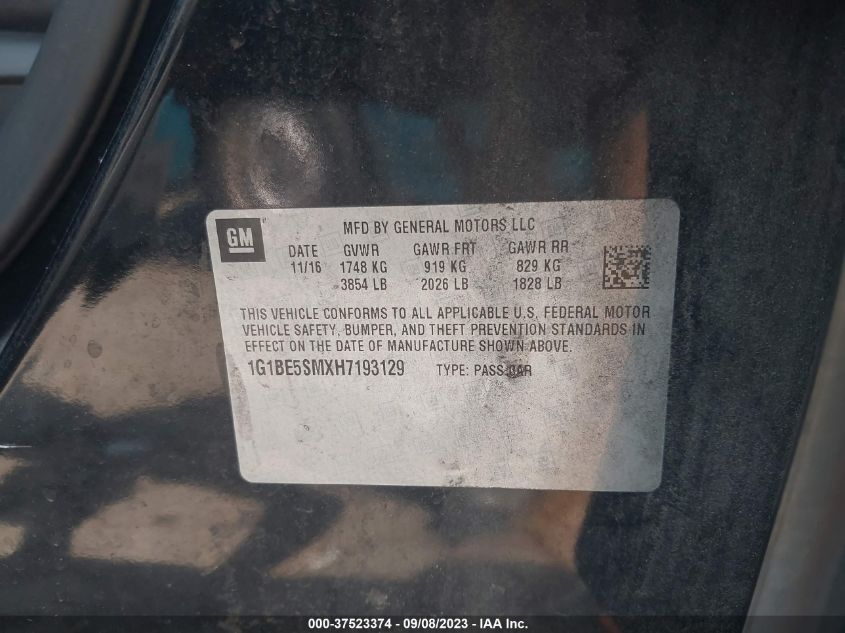 GM
MFD BY GENERAL MOTORS LLC
DATE GVWR GAWR FRT GAWR RR
11/16 1748 KG 919 KG 829 KG
3854 LB 2026 LB 1828 LB
THIS VEHICLE CONFORMS TO ALL APPLICABLE U.S. FEDERAL MOTOR
VEHICLE SAFETY, BUMPER, AND THEFT PREVENTION STANDARDS IN
EFFECT ON THE DATE OF MANUFACTURE SHOWN ABOVE.
1G1BE5SMXH7193129 TYPE: PASS CAR
000-37523374 - 09/08/2023 - IAA Inc.